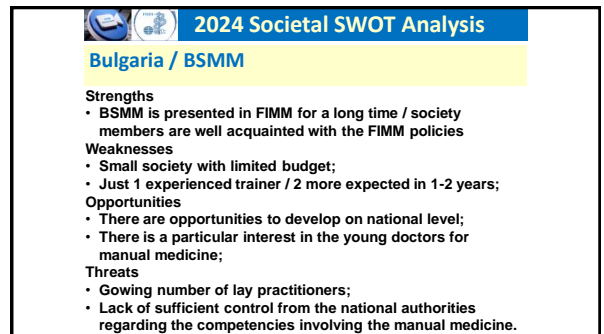 2024 Societal SWOT Analysis
Bulgaria / BSMM
Strengths
• BSMM is presented in FIMM for a long time / society
members are well acquainted with the FIMM policies
Weaknesses
• Small society with limited budget;
• Just 1 experienced trainer / 2 more expected in 1-2 years;
Opportunities
• There are opportunities to develop on national level;
• There is a particular interest in the young doctors for
manual medicine;
Threats
• Gowing number of lay practitioners;
• Lack of sufficient control from the national authorities
regarding the competencies involving the manual medicine.